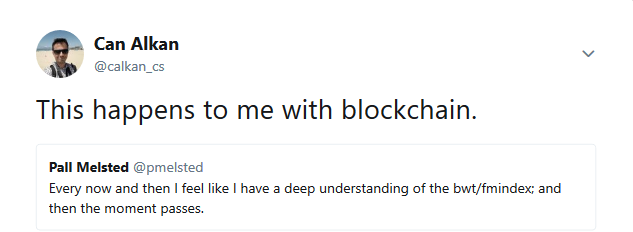 Can Alkan
@calkan_cs
This happens to me with blockchain.
Pall Melsted @pmelsted
Every now and then I feel like I have a deep understanding of the bwt/fmindex; and
then the moment passes.